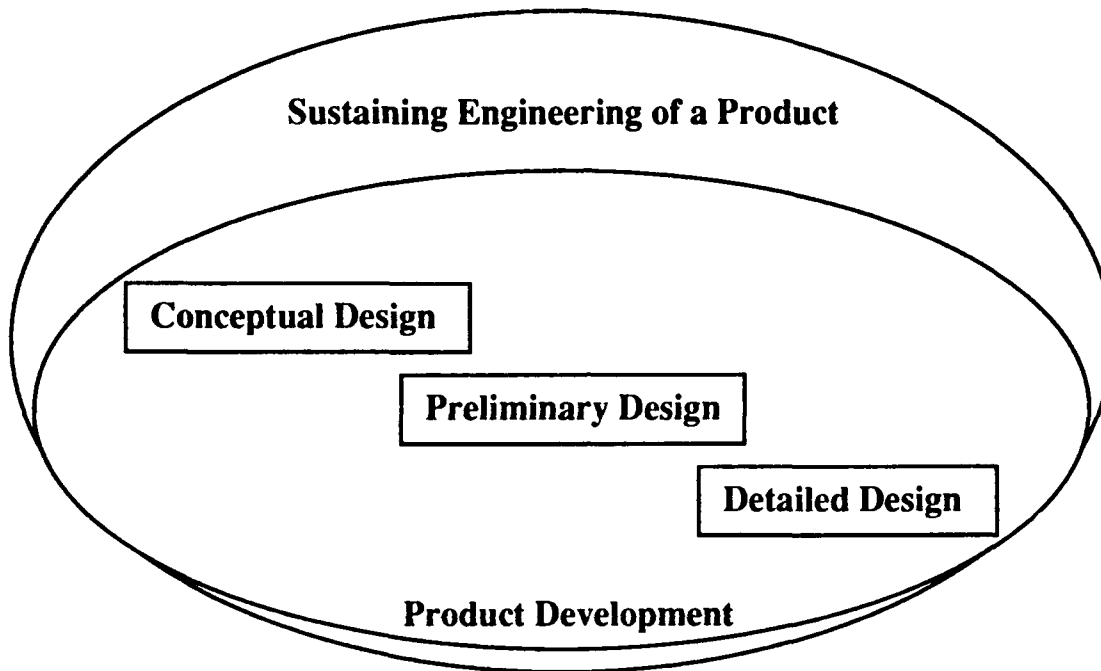 Sustaining Engineering of a Product
Conceptual Design
Preliminary Design
Detailed Design
Product Development